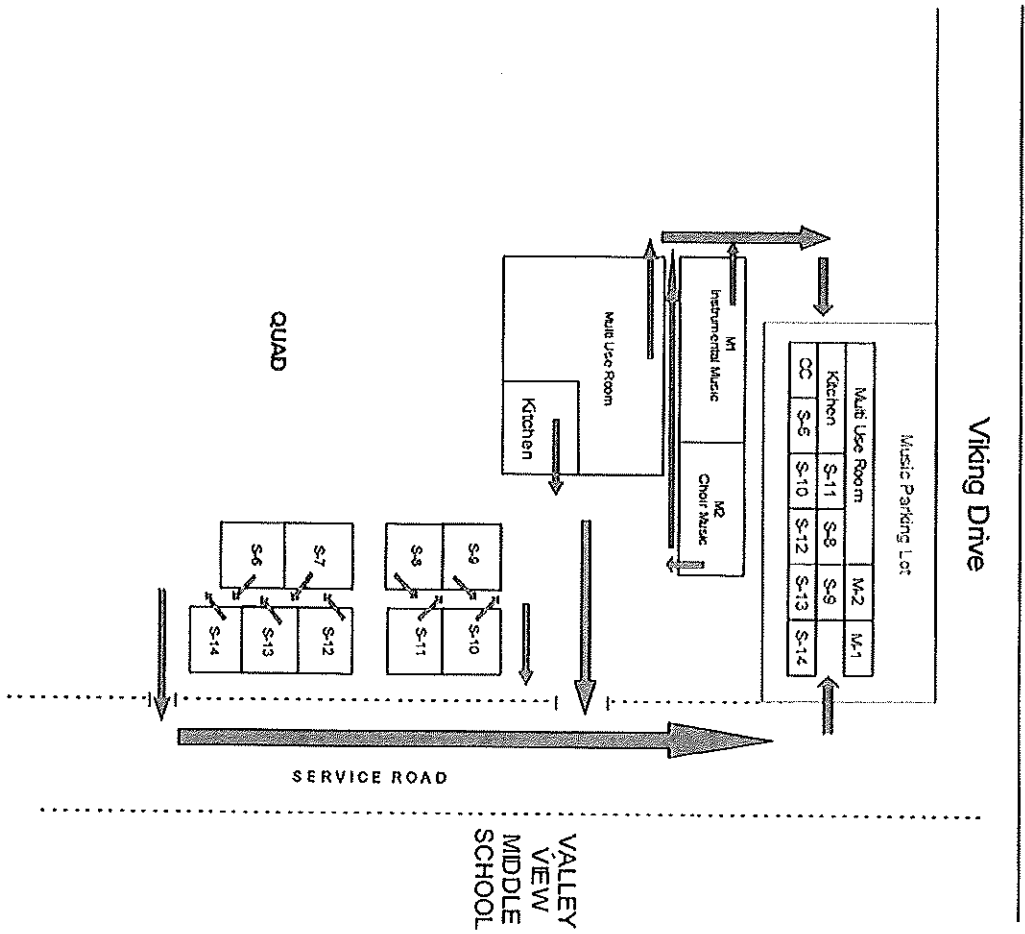 Viking Drive
Music Parking Lot
Multi Use Room
M-2
M-1
Kitchen
S-11
S-8
S-9
CC
S-10
S-12
S-13
S-14
M1
Instrumental Music
M2
Choir Music
Multi Use Room
Kitchen
QUAD
S-9
S-8
S-7
S-6
S-10
S-11
S-12
S-13
S-14
SERVICE ROAD
VALLEY
VIEW
MIDDLE
SCHOOL